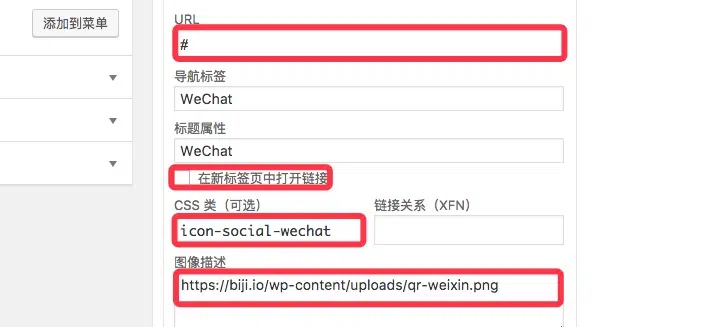 添加到菜单
URL
#
导航标签
WeChat
标题属性
WeChat
在新标签页中打开链接
CSS 类（可选） 链接关系（XFN）
icon-social-wechat
图像描述
https://biji.io/wp-content/uploads/qr-weixin.png